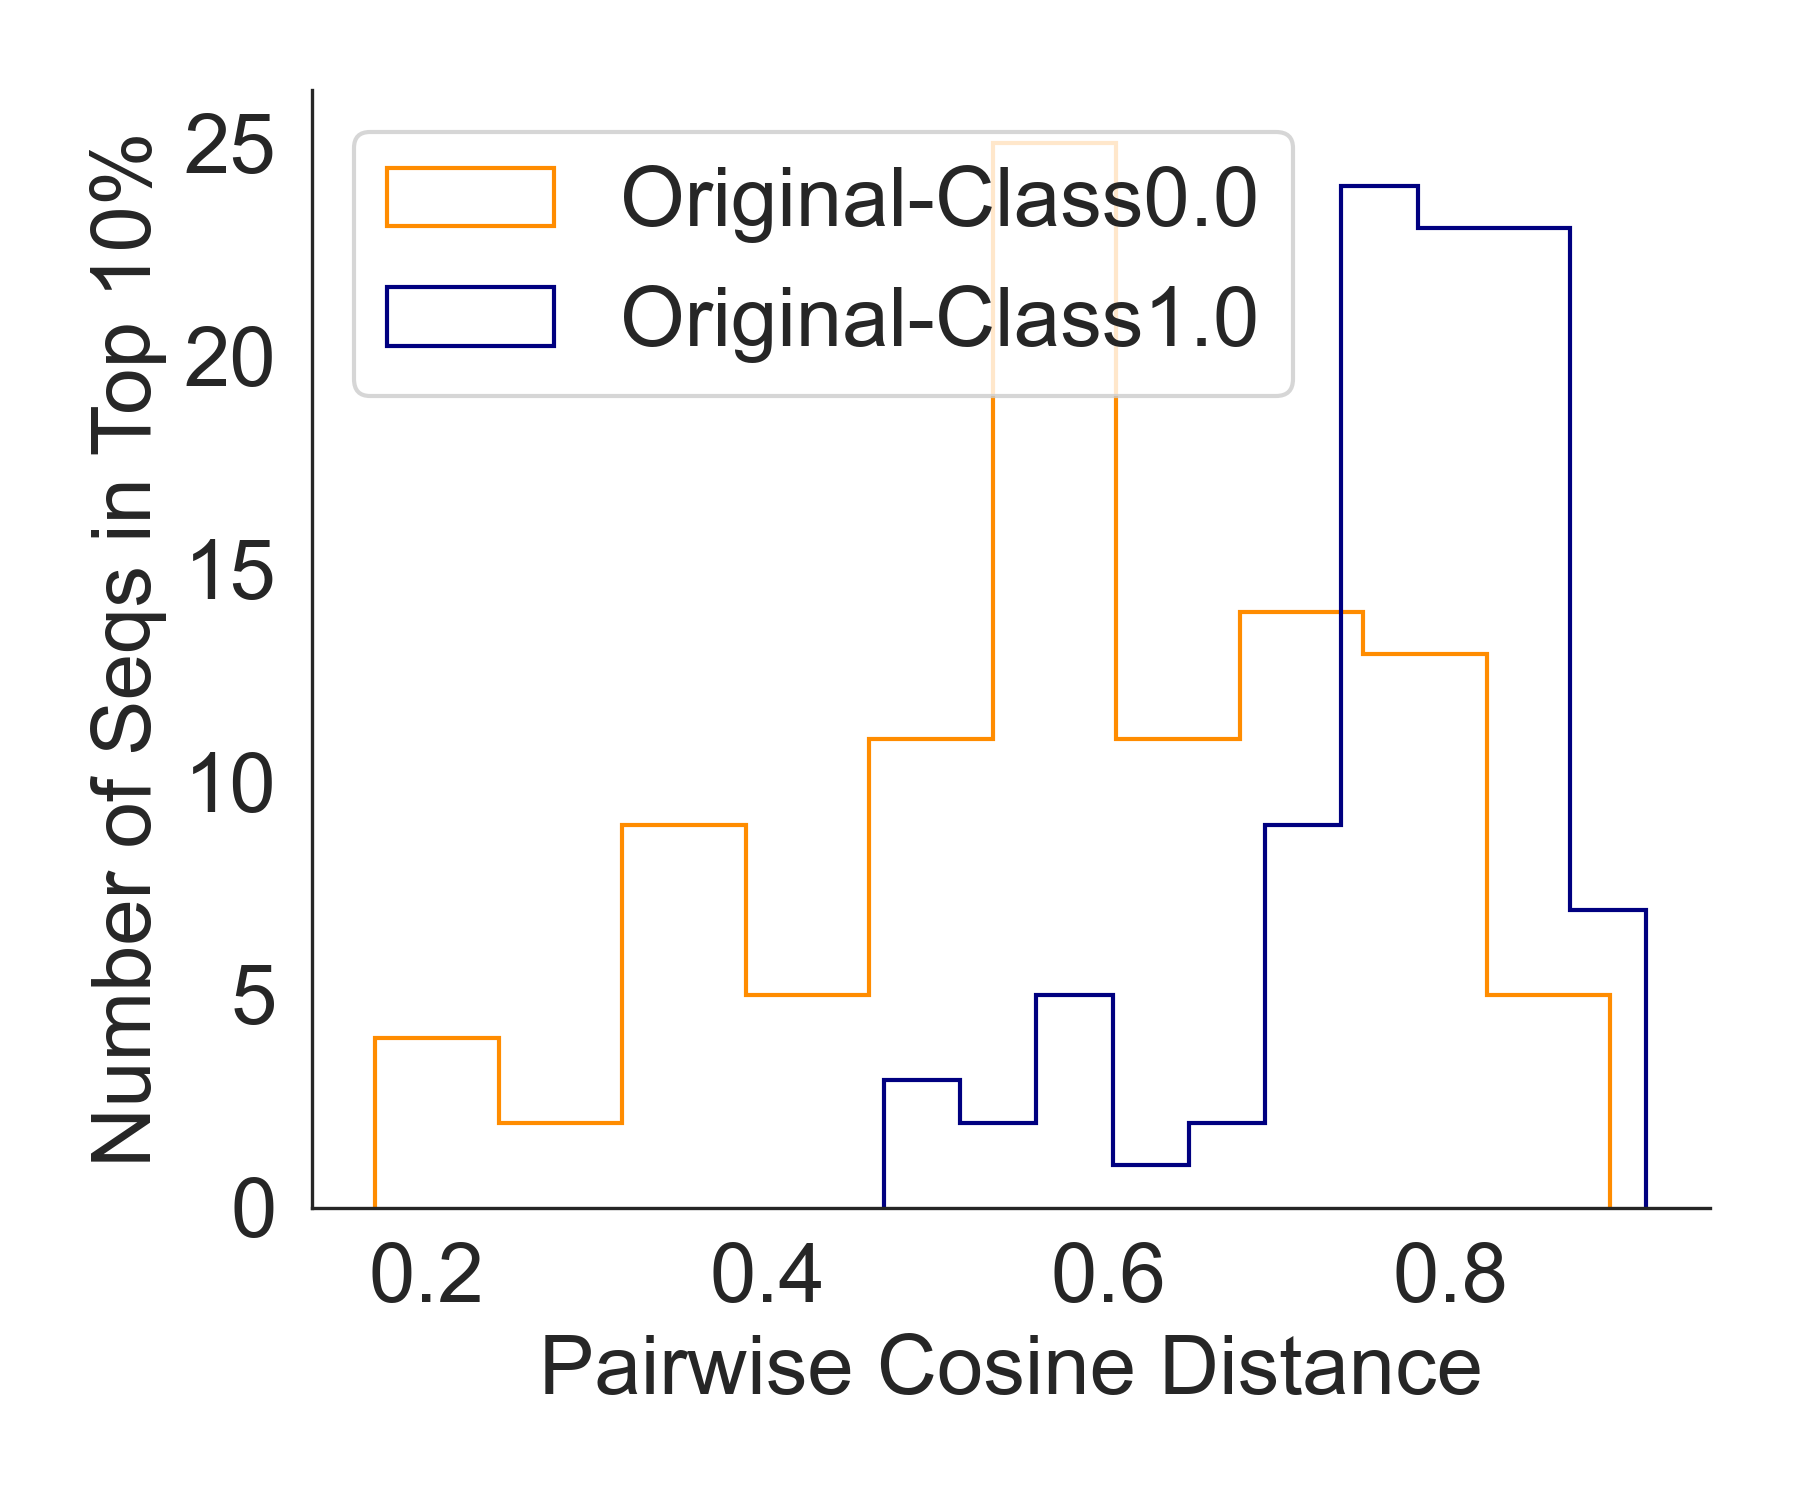 Number of Seqs in Top 10%
25
20
15
10
5
0
Original-Class0.0
Original-Class1.0
0.2 0.4 0.6 0.8
Pairwise Cosine Distance